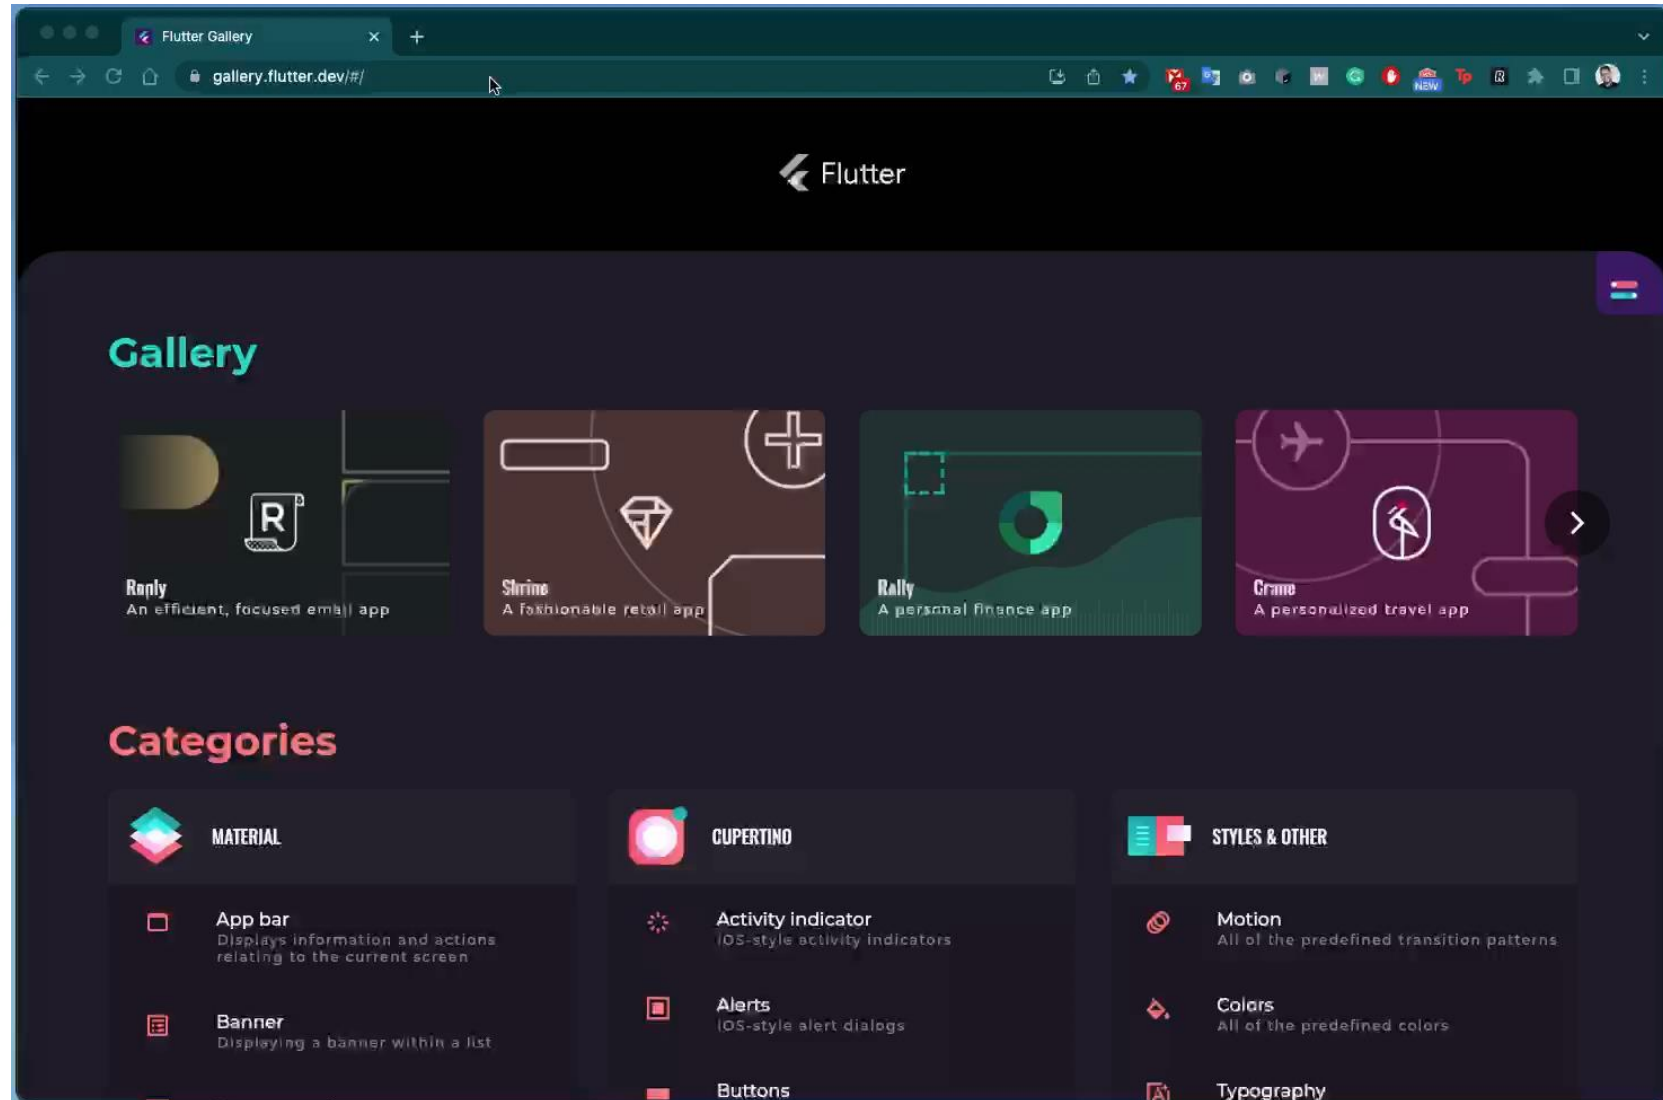 Flutter Gallery
gallery.flutter.dev/#/
67
NEW
Tp
Flutter
Gallery
R
Reply
An efficient, focused email app
Shrine
A fashionable retail app
Rally
A personal finance app
Crane
A personalized travel app
Categories
MATERIAL
App bar
Displays information and actions
relating to the current screen
Banner
Displaying a banner within a list
CUPERTINO
Activity indicator
iOS-style activity indicators
Alerts
iOS-style alert dialogs
Buttons
STYLES & OTHER
Motion
All of the predefined transition patterns
Colors
All of the predefined colors
Typography